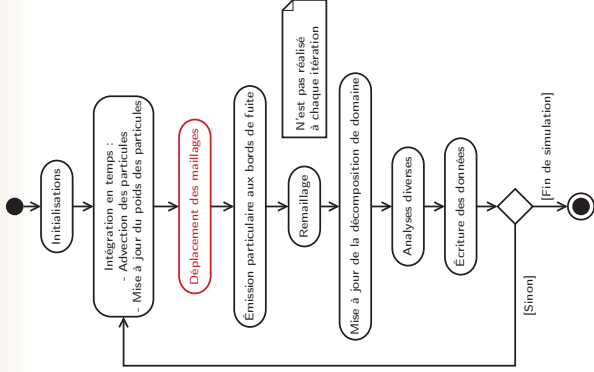 Initialisations
Intégration en temps :
- Advection des particules
- Mise à jour du poids des particules
Déplacement des maillages
Émission particulaire aux bords de fuite
Remaillage
N'est pas réalisé
à chaque itération
Mise à jour de la décomposition de domaine
Analyses diverses
Écriture des données
[Sinon]
[Fin de simulation]